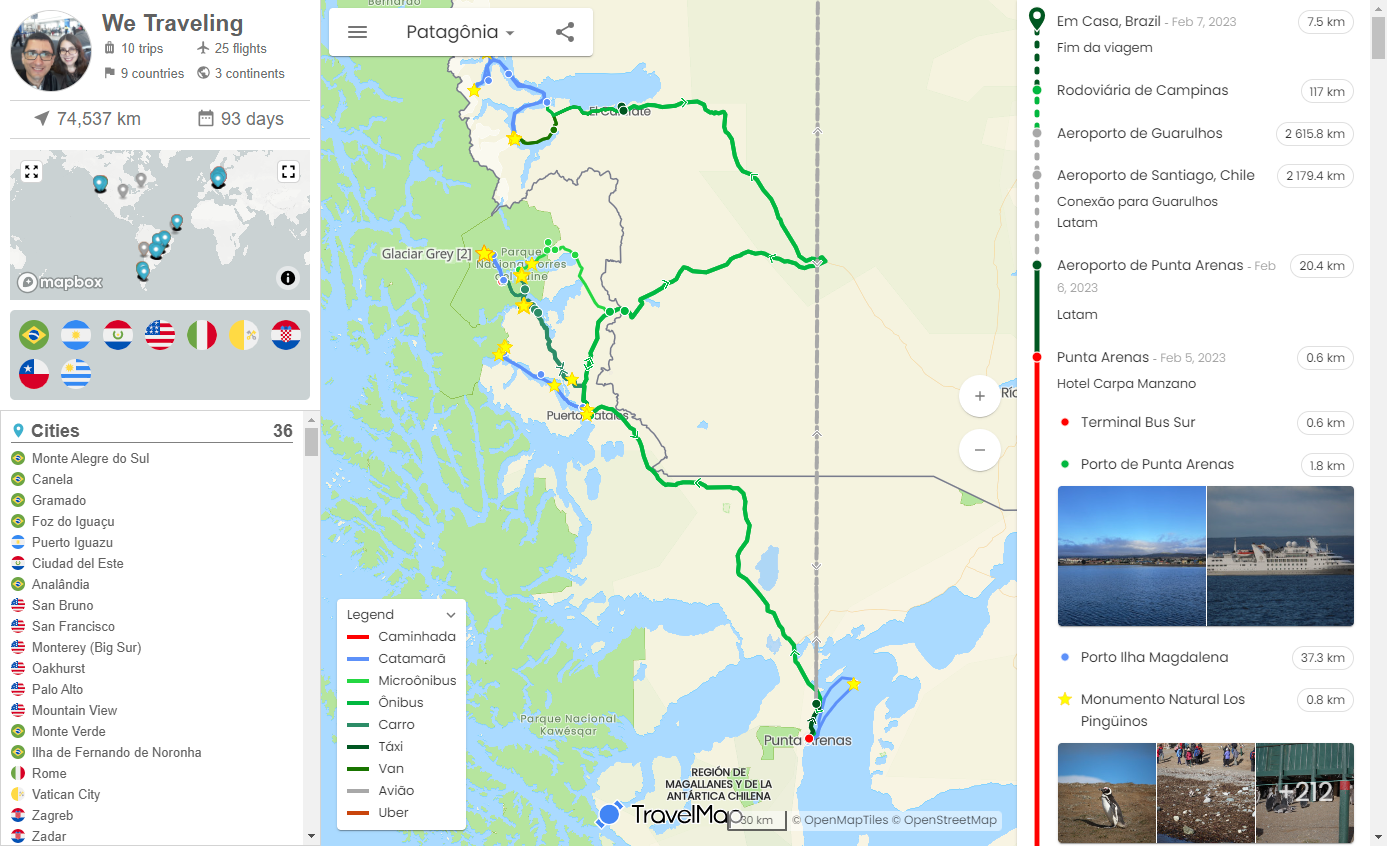 We Traveling
10 trips
25 flights
9 countries
3 continents
74,537 km
93 days
mapbox
Cities
36
Monte Alegre do Sul
Canela
Gramado
Foz do Iguaçu
Puerto Iguazu
Ciudad del Este
Analândia
San Bruno
San Francisco
Monterey (Big Sur)
Oakhurst
Palo Alto
Mountain View
Monte Verde
Ilha de Fernando de Noronha
Rome
Vatican City
Zagreb
Zadar
Bernardo
Patagônia
El Calafate
Glaciar Grey [2]
Parque
Nacional Torres
del Paine
Puerto Natales
Río
Parque Nacional
Kawésqar
Punta Arenas
REGIÓN DE
MAGALLANES Y DE LA
ANTÁRTICA CHILENA
Legend
Caminhada
Catamarã
Microônibus
Ônibus
Carro
Táxi
Van
Avião
Uber
TravelMap
30 km
© OpenMapTiles © OpenStreetMap
Em Casa, Brazil - Feb 7, 2023
7.5 km
Fim da viagem
Rodoviária de Campinas
117 km
Aeroporto de Guarulhos
2 615.8 km
Aeroporto de Santiago, Chile
2 179.4 km
Conexão para Guarulhos
Latam
Aeroporto de Punta Arenas - Feb
6, 2023
20.4 km
Latam
Punta Arenas - Feb 5, 2023
0.6 km
Hotel Carpa Manzano
Terminal Bus Sur
0.6 km
Porto de Punta Arenas
1.8 km
Porto Ilha Magdalena
37.3 km
Monumento Natural Los
Pingüinos
0.8 km
+212